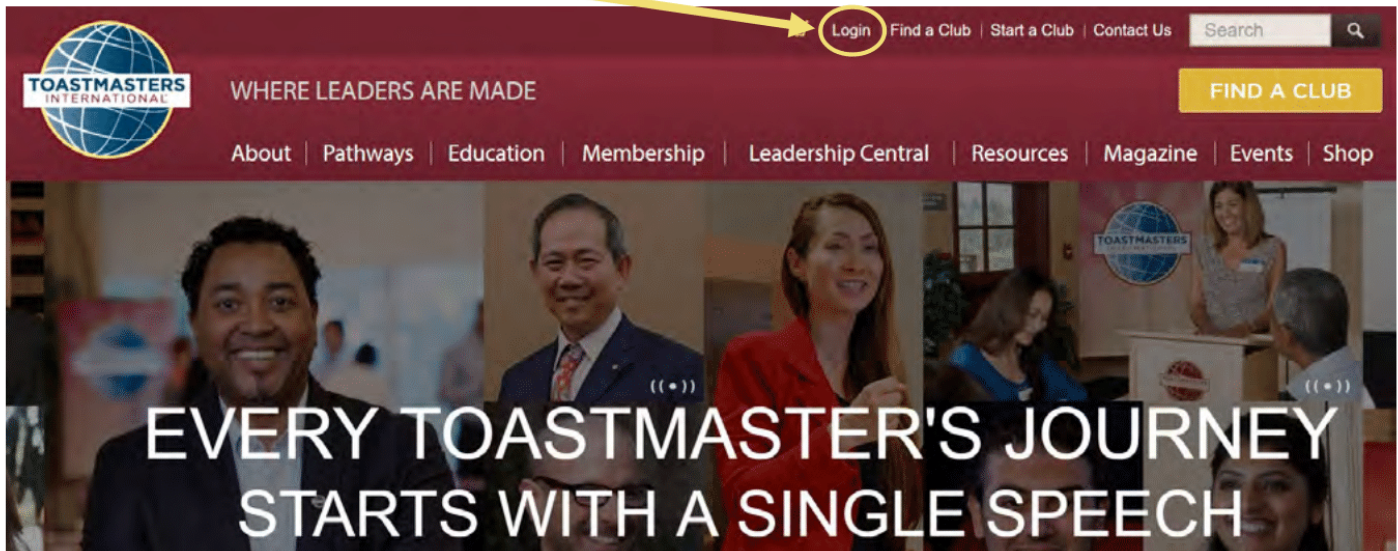 Login | Find a Club | Start a Club | Contact Us
Search
TOASTMASTERS
INTERNATIONAL
WHERE LEADERS ARE MADE
FIND A CLUB
About | Pathways | Education | Membership | Leadership Central | Resources | Magazine | Events | Shop
TOASTMASTERS
INTERNATIONAL
EVERY TOASTMASTER'S JOURNEY
STARTS WITH A SINGLE SPEECH